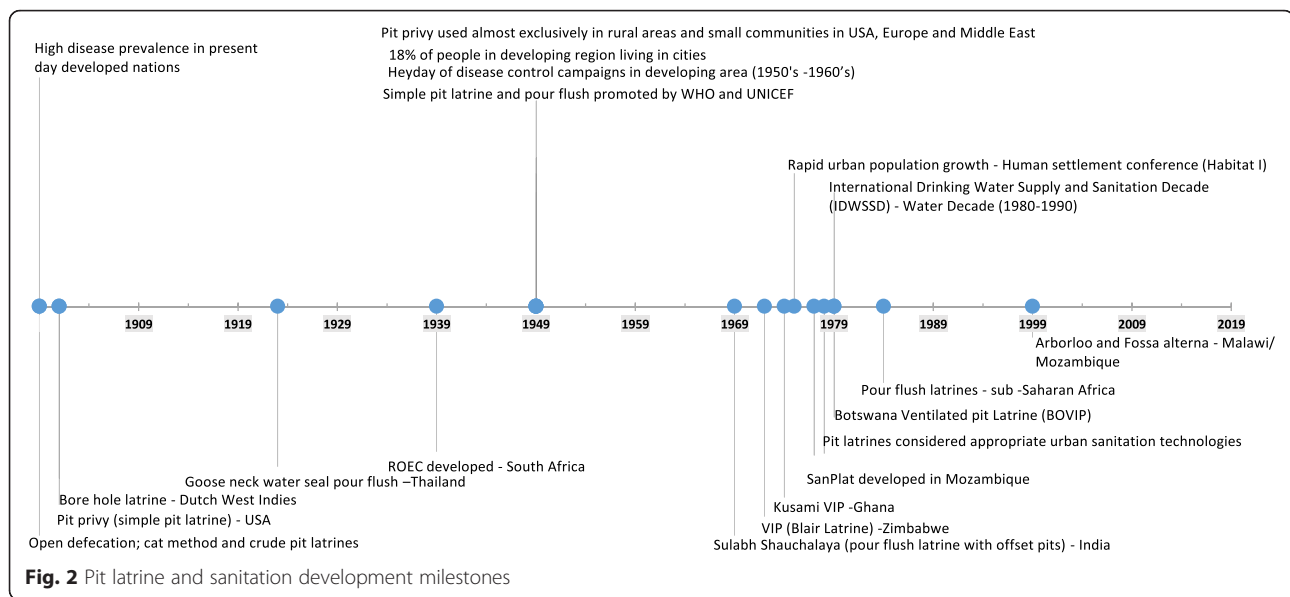 High disease prevalence in present
day developed nations
Pit privy used almost exclusively in rural areas and small communities in USA, Europe and Middle East
18% of people in developing region living in cities
Heyday of disease control campaigns in developing area (1950's -1960’s)
Simple pit latrine and pour flush promoted by WHO and UNICEF
Rapid urban population growth - Human settlement conference (Habitat I)
International Drinking Water Supply and Sanitation Decade
(IDWSSD) - Water Decade (1980-1990)
1909 1919 1929 1939 1949 1959 1969 1979 1989 1999 2009 2019
Arborloo and Fossa alterna - Malawi/
Mozambique
Pour flush latrines - sub -Saharan Africa
Botswana Ventilated pit Latrine (BOVIP)
Pit latrines considered appropriate urban sanitation technologies
ROEC developed - South Africa
SanPlat developed in Mozambique
Goose neck water seal pour flush –Thailand
Bore hole latrine - Dutch West Indies
Kusami VIP -Ghana
Pit privy (simple pit latrine) - USA
VIP (Blair Latrine) -Zimbabwe
Open defecation; cat method and crude pit latrines
Sulabh Shauchalaya (pour flush latrine with offset pits) - India
Fig. 2 Pit latrine and sanitation development milestones